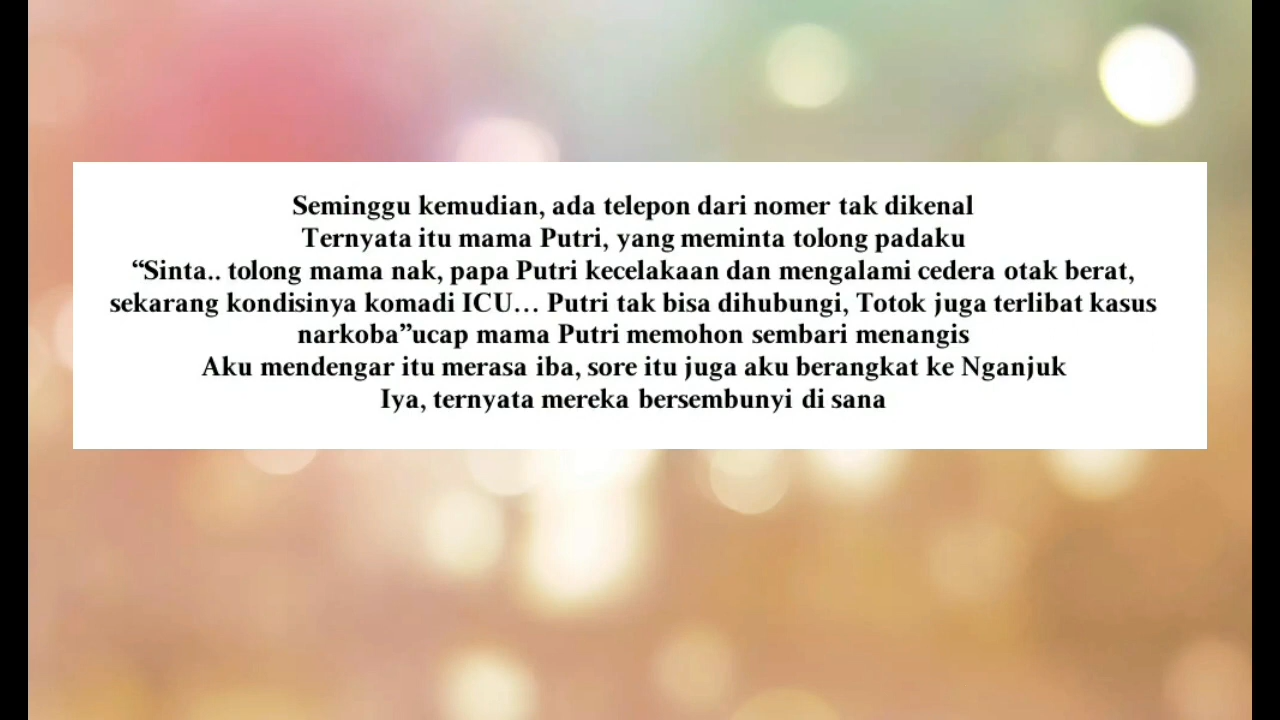 Seminggu kemudian, ada telepon dari nomer tak dikenal
Ternyata itu mama Putri, yang meminta tolong padaku
“Sinta.. tolong mama nak, papa Putri kecelakaan dan mengalami cedera otak berat,
sekarang kondisinya komadi ICU… Putri tak bisa dihubungi, Totok juga terlibat kasus
narkoba”ucap mama Putri memohon sembari menangis
Aku mendengar itu merasa iba, sore itu juga aku berangkat ke Nganjuk
Iya, ternyata mereka bersembunyi di sana